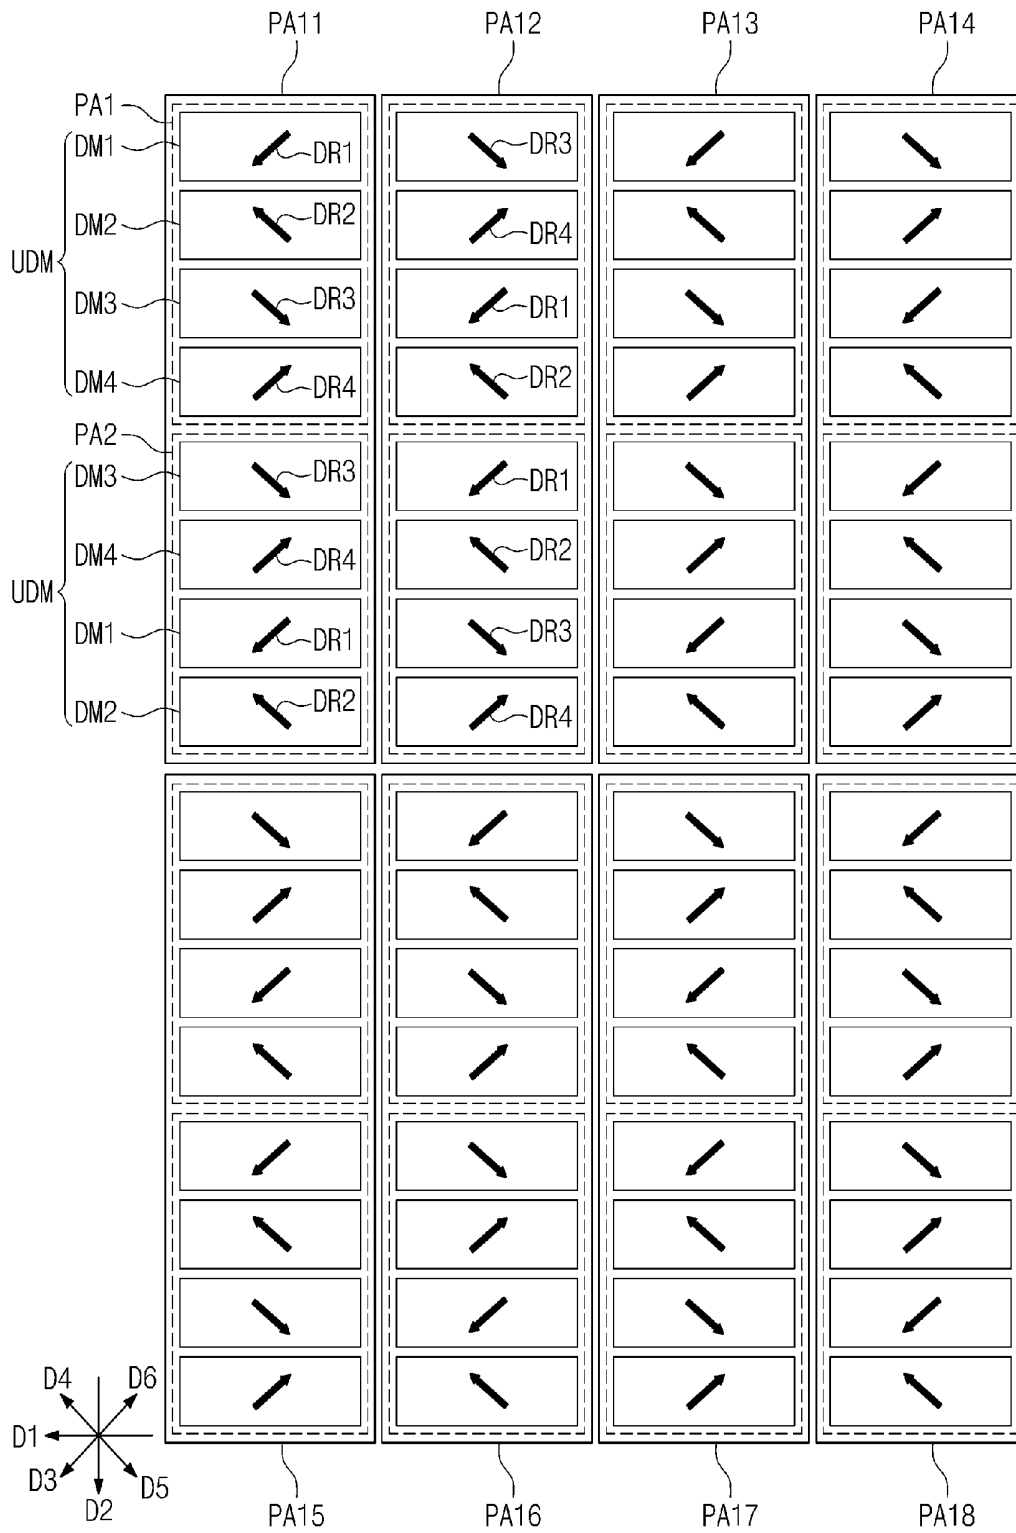 PA11 PA12 PA13 PA14
PA1
DM1 DR1 DR3
DM2 DR2 DR4
UDM
DM3 DR3 DR1
DM4 DR4 DR2
PA2
DM3 DR3 DR1
DM4 DR4 DR2
UDM
DM1 DR1 DR3
DM2 DR2 DR4
D4 D6
D1
D3 D5
D2
PA15 PA16 PA17 PA18